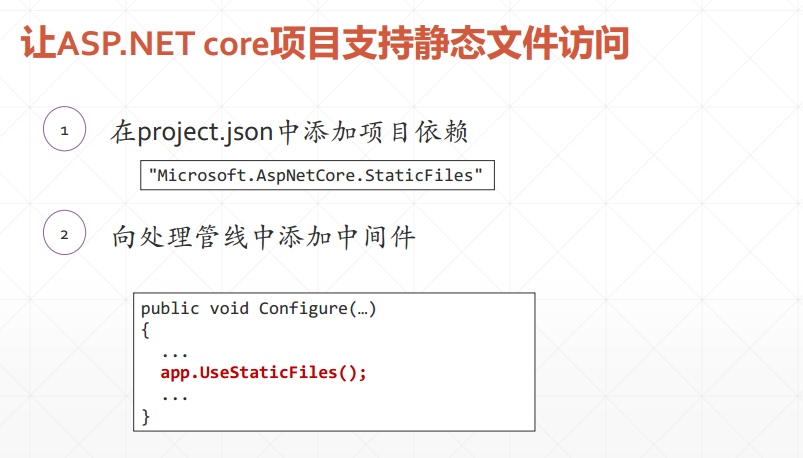 让ASP.NET core项目支持静态文件访问
1
在project.json中添加项目依赖
"Microsoft.AspNetCore.StaticFiles"
2
向处理管线中添加中间件
public void Configure(…)
{
...
app.UseStaticFiles();
...
}